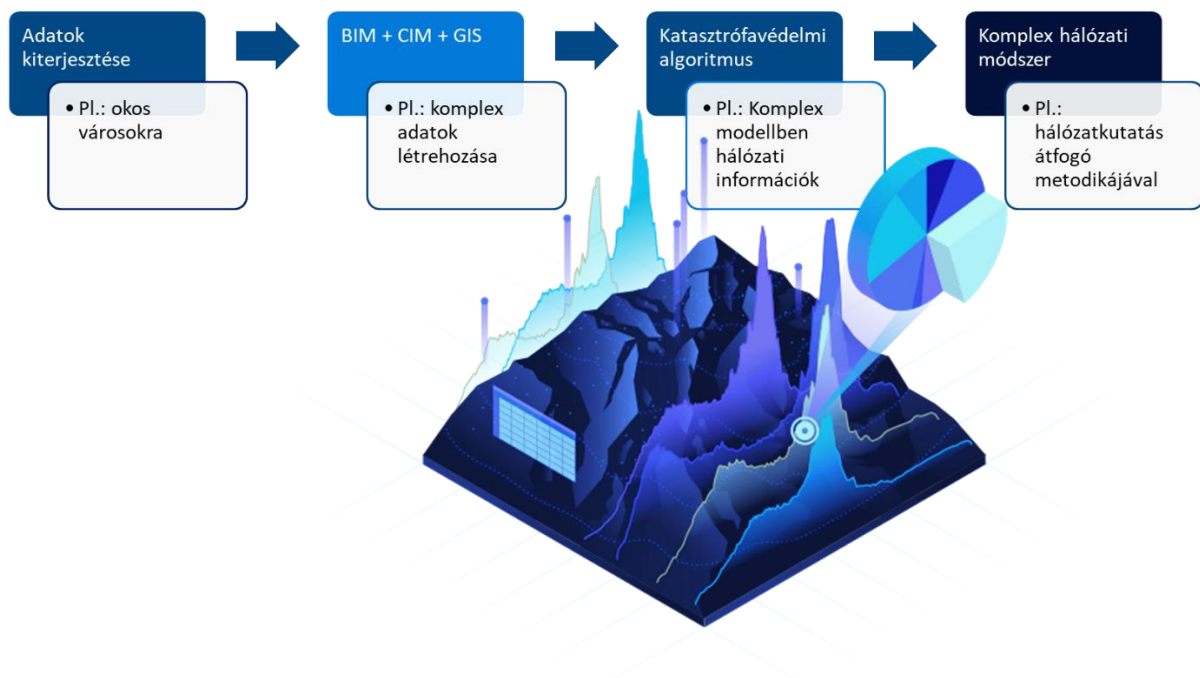 Adatok
kiterjesztése
• Pl.: okos
városokra
BIM + CIM + GIS
• Pl.: komplex
adatok
létrehozása
Katasztrófavédelmi
algoritmus
• Pl.: Komplex
modellben
hálózati
információk
Komplex hálózati
módszer
• Pl.:
hálózatkutatás
átfogó
metodikájával